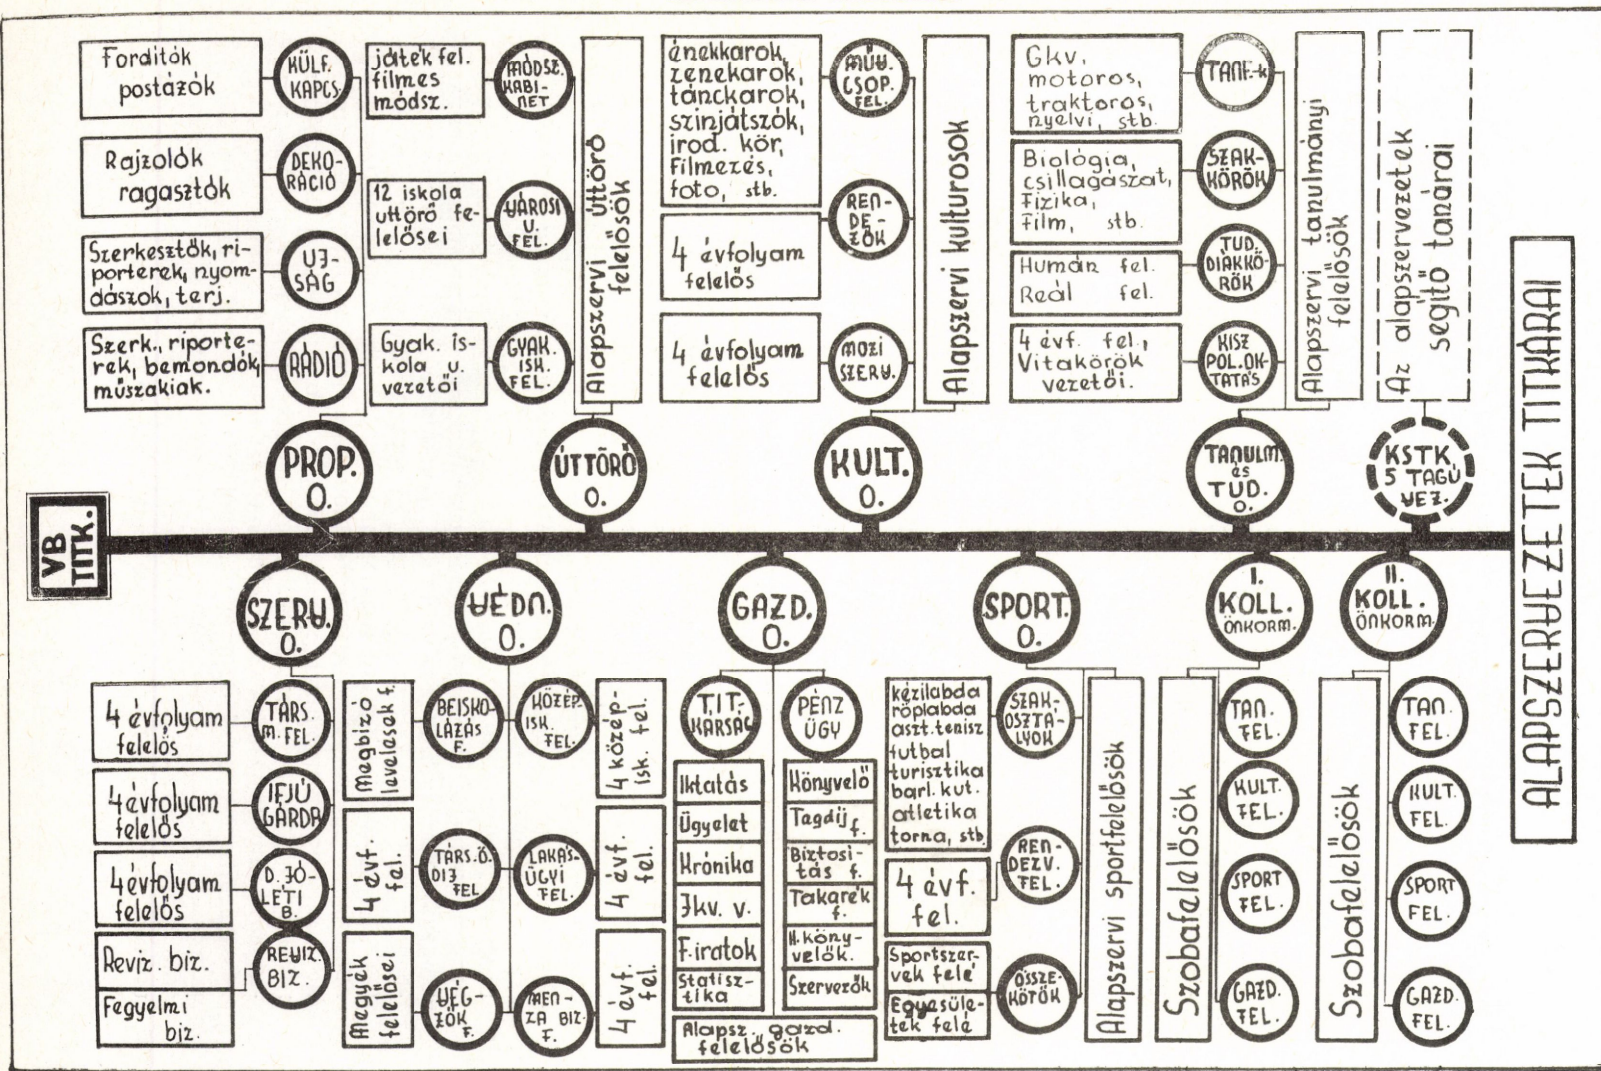 Fordítók
postázók
KÜLF.
KAPCS.
Rajzolók
ragasztók
DEKO-
RÁCIÓ
Szerkesztők, ri-
porterek, nyom-
dászok, terj.
UJ-
SÁG
Szerk., riporte-
rek, bemondók,
műszakiak.
RÁDIÓ
PROP.
O.
játék fel.
filmes
módsz.
MÓDSZ.
KABI-
NET
12 iskola
uttörő fe-
lelősei
VÁROSI
U.
FEL.
Gyak. is-
kola u.
vezetői
GYAK.
ISK.
FEL.
Alapszervi úttörő
felelősök
ÚTTÖRŐ
O.
énekkarok,
zenekarok,
tánckarok,
szinjátszók,
irod. kör,
Filmezés,
foto, stb.
MŰV.
CSOP.
FEL.
4 évfolyam
felelős
REN-
DE-
ZŐK
4 évfolyam
felelős
MOZI
SZERV.
Alapszervi kulturosok
KULT.
O.
Gkv,
motoros,
traktoros,
nyelvi, stb.
TANF.-k
Biológia,
csillagászat,
Fizika,
Film, stb.
SZAK-
KÖRÖK
Humán fel.
Reál fel.
TUD.
DIÁKKÖ-
RÖK
4 évf. fel.,
Vitakörök
vezetői.
KISZ
POL.OK-
TATÁS
Alapszervi tanulmányi
felelősök
TANULM.
és
TUD.
O.
Az alapszervezetek
segítő tanárai
KSTK.
5 TAGÚ
VEZ.
VB
TITK.
ALAPSZERVEZETEK TITKÁRAI
SZERV.
O.
4 évfolyam
felelős
TÁRS.
M. FEL.
4 évfolyam
felelős
IFJÚ
GÁRDA
4 évfolyam
felelős
D. JÓ-
LÉTI
B.
Reviz. biz.
Fegyelmi
biz.
REVIZ.
BIZ.
VÉDN.
O.
Megbizó
levelesek f.
BEISKO-
LÁZÁS
F.
KÖZÉP.
ISK.
FEL.
4 közép-
isk. fel.
4 évf.
fel.
TÁRS.Ö.
DIJ
FEL
LAKÁS-
ÜGYI
FEL.
4 évf.
fel.
Megyék
felelősei
VÉG-
ZŐK
F.
MEN-
ZA BIZ.
F.
4 évf.
fel.
GAZD.
O.
TIT-
KÁRSÁG
Iktatás
Ügyelet
Krónika
Jkv. v.
F. iratok
Statisz-
tika
PÉNZ
ÜGY
Könyvelő
Tagdíj
f.
Biztosi-
tás f.
Takarék
f.
H. köny-
velők.
Szervezők
Alapsz. gazd.
felelősök
SPORT.
O.
kézilabda
röplabda
aszt. tenisz
futbal
turisztika
barl. kut.
atletika
torna, stb
SZAK-
OSZTÁ-
LYOK
4 évf.
fel.
REN-
DEZV.
FEL.
Sportszer-
vek felé
Egyesüle-
tek felé
ÖSSZE-
KÖTŐK
Alapszervi sportfelelősök
I.
KOLL.
ÖNKORM.
Szobafelelősök
TAN.
FEL.
KULT.
FEL.
SPORT
FEL.
GAZD.
FEL.
II.
KOLL.
ÖNKORM.
Szobafelelősök
TAN.
FEL.
KULT.
FEL.
SPORT
FEL.
GAZD.
FEL.